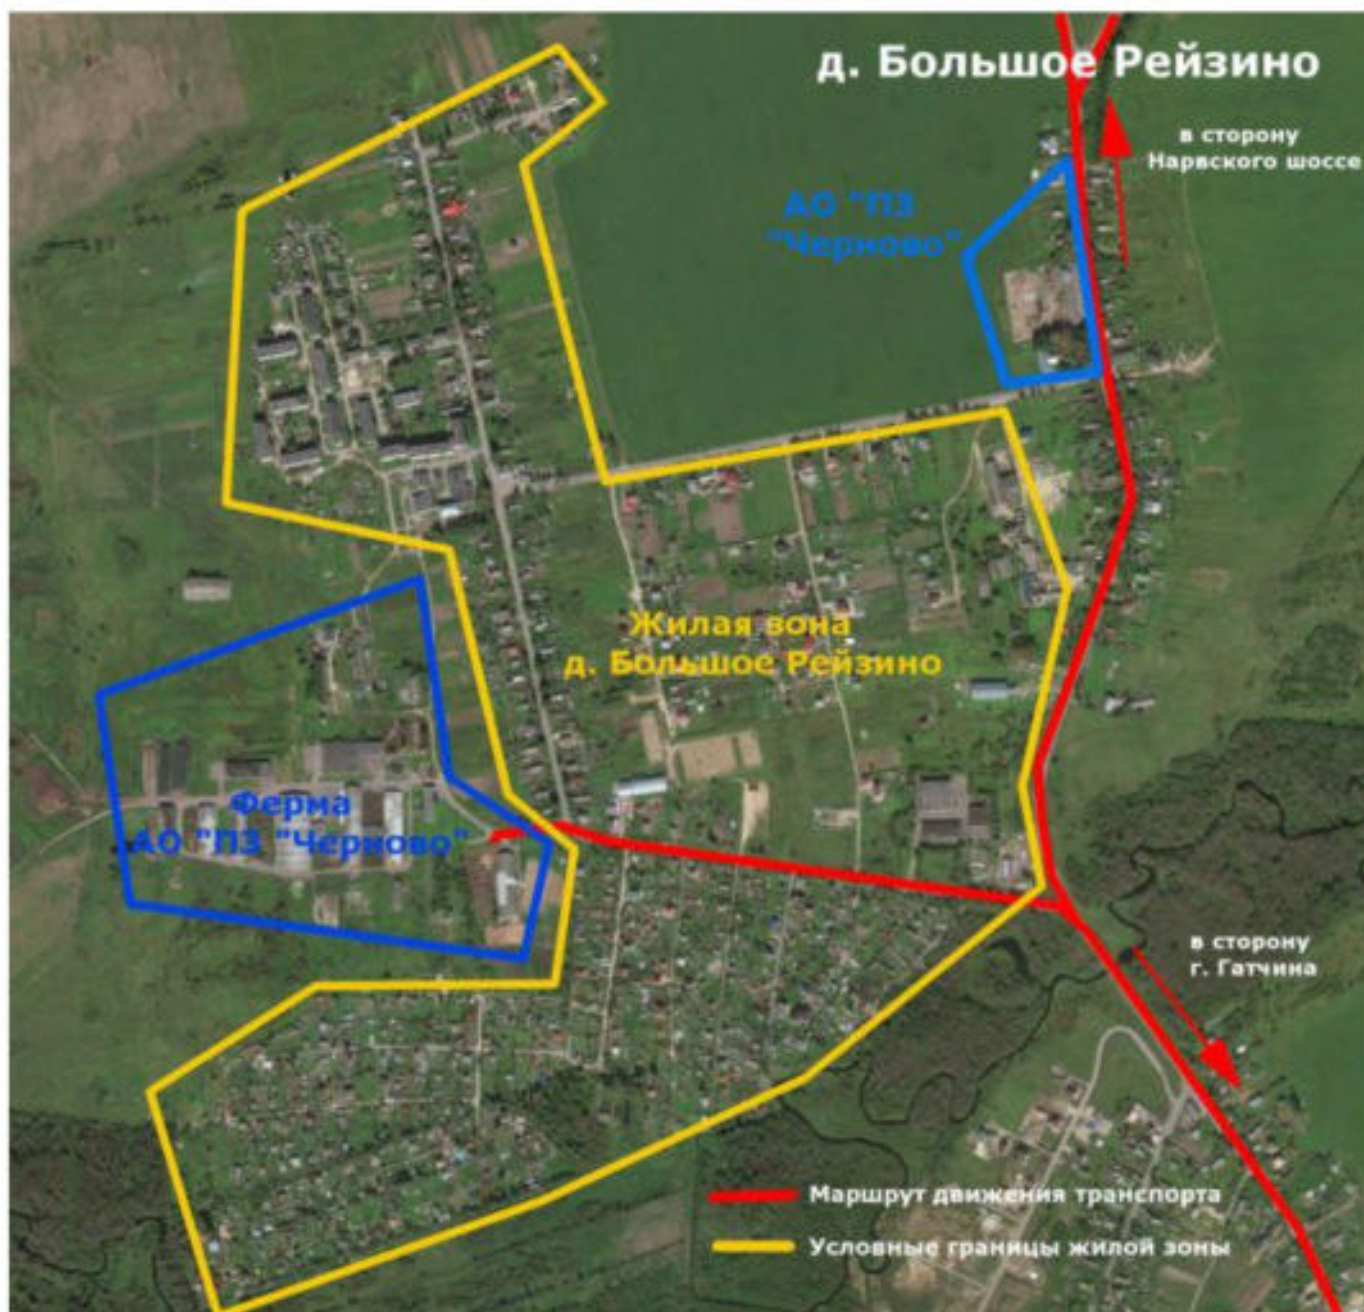 д. Большое Рейзино
в сторону
Нарвского шоссе
АО "ПЗ
"Черново"
Жилая зона
д. Большое Рейзино
Ферма
АО "ПЗ "Черново"
в сторону
г. Гатчина
Маршрут движения транспорта
Условные границы жилой зоны